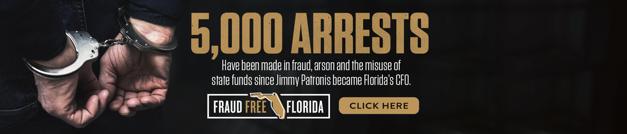 5,000 ARRESTS
Have been made in fraud, arson and the misuse of
state funds since Jimmy Patronis became Florida's CFO.
FRAUD FREE FLORIDA
CLICK HERE